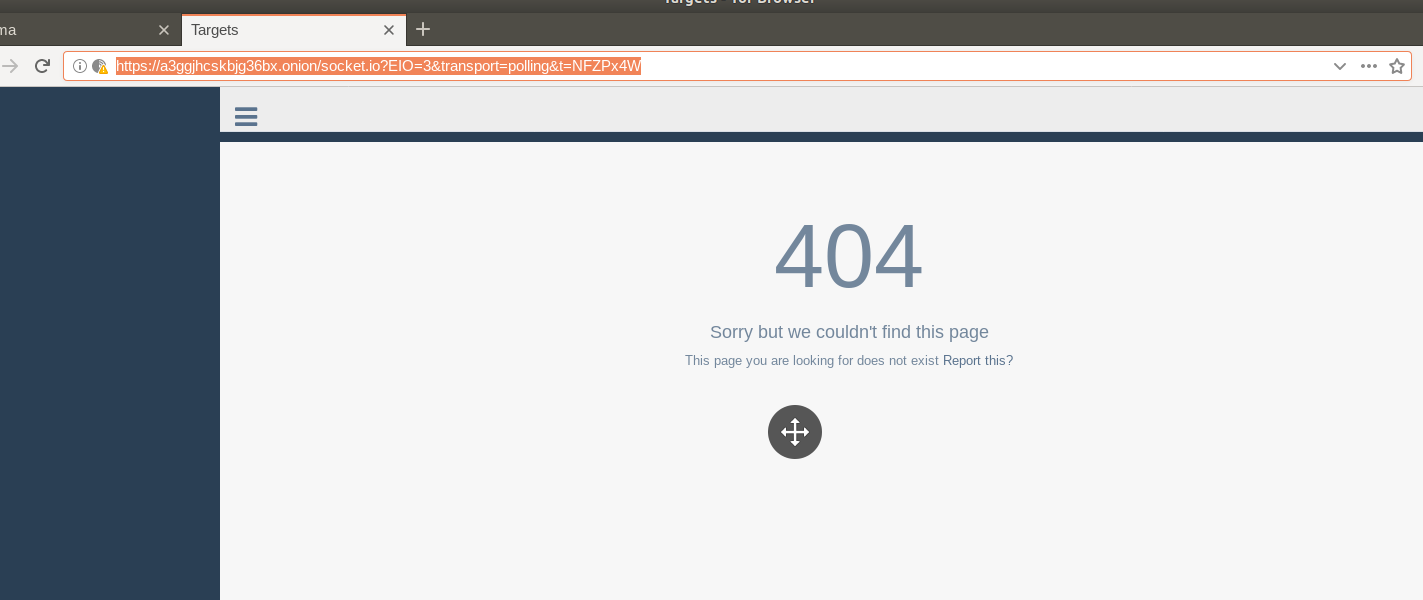 Targets - Tor Browser
ma
Targets
https://a3ggjhcskbjg36bx.onion/socket.io?EIO=3&transport=polling&t=NFZPx4W
404
Sorry but we couldn't find this page
This page you are looking for does not exist Report this?